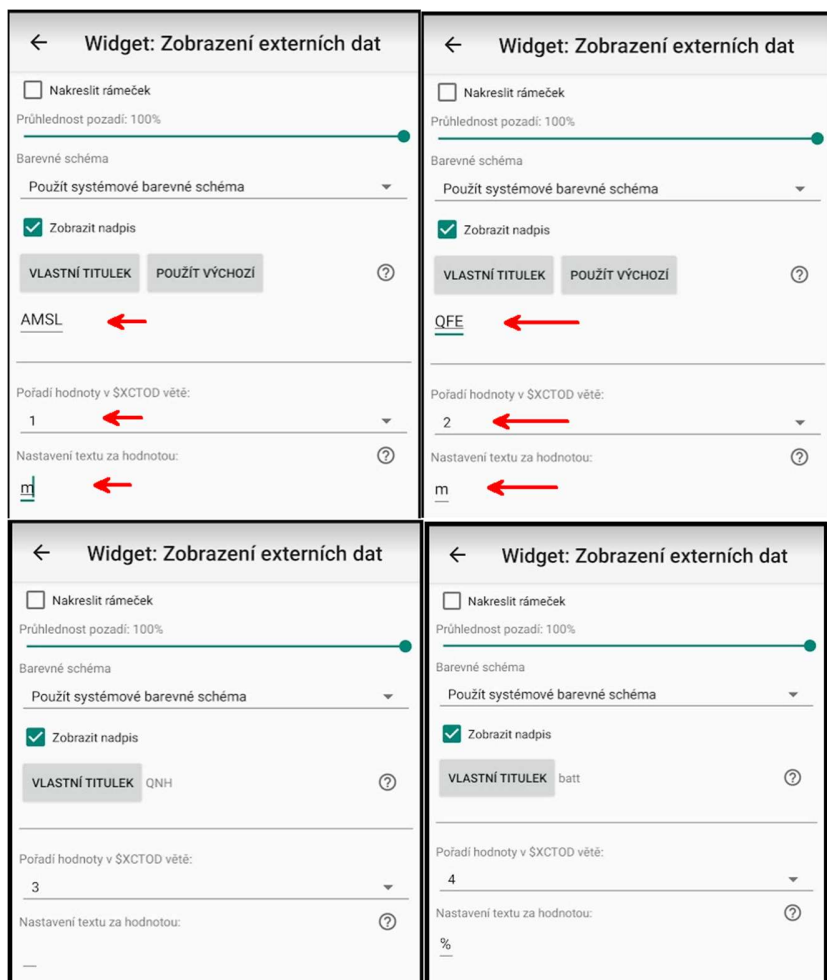 Widget: Zobrazení externích dat
Nakreslit rámeček
Průhlednost pozadí: 100%
Barevné schéma
Použít systémové barevné schéma
Zobrazit nadpis
VLASTNÍ TITULEK POUŽÍT VÝCHOZÍ
AMSL
Pořadí hodnoty v $XCTOD větě:
1
Nastavení textu za hodnotou:
m
Widget: Zobrazení externích dat
Nakreslit rámeček
Průhlednost pozadí: 100%
Barevné schéma
Použít systémové barevné schéma
Zobrazit nadpis
VLASTNÍ TITULEK POUŽÍT VÝCHOZÍ
QFE
Pořadí hodnoty v $XCTOD větě:
2
Nastavení textu za hodnotou:
m
Widget: Zobrazení externích dat
Nakreslit rámeček
Průhlednost pozadí: 100%
Barevné schéma
Použít systémové barevné schéma
Zobrazit nadpis
VLASTNÍ TITULEK QNH
Pořadí hodnoty v $XCTOD větě:
3
Nastavení textu za hodnotou:
Widget: Zobrazení externích dat
Nakreslit rámeček
Průhlednost pozadí: 100%
Barevné schéma
Použít systémové barevné schéma
Zobrazit nadpis
VLASTNÍ TITULEK batt
Pořadí hodnoty v $XCTOD větě:
4
Nastavení textu za hodnotou:
%